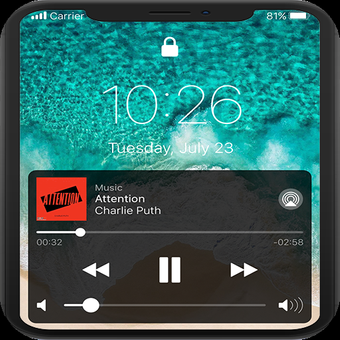 Carrier 81%
10:26
Tuesday, July 23
ATTENTION
Music
Attention
Charlie Puth
00:32 -02:58